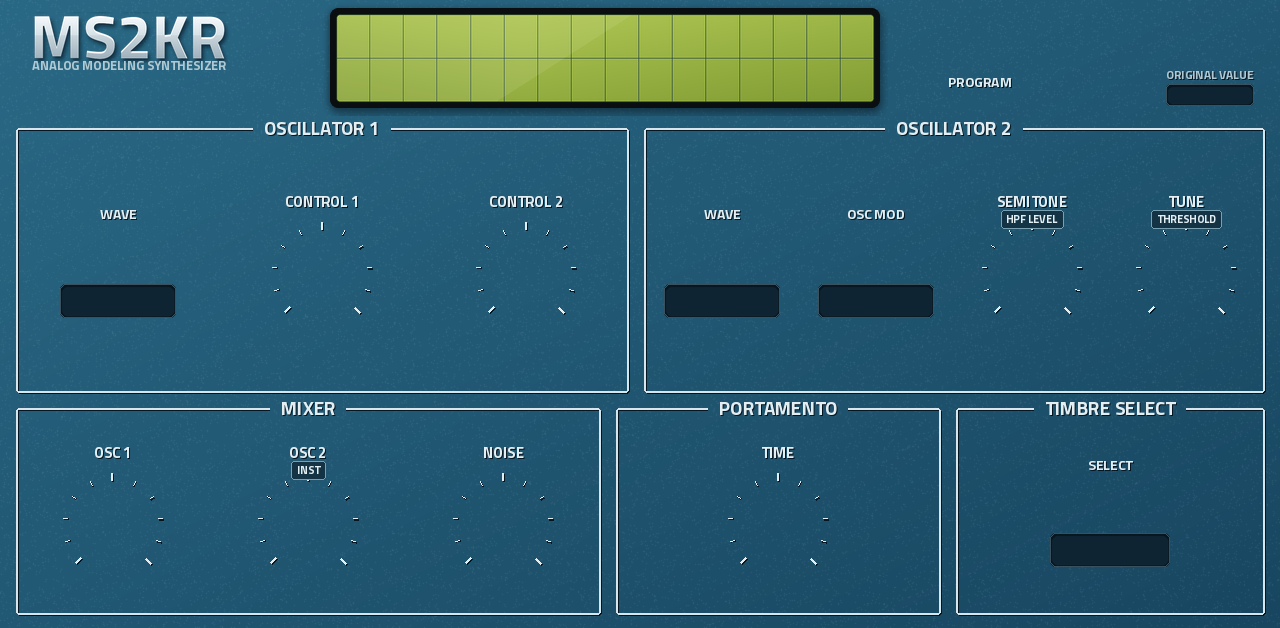 MS2KR
ANALOG MODELING SYNTHESIZER
PROGRAM
ORIGINAL VALUE
OSCILLATOR 1
WAVE
CONTROL 1
CONTROL 2
OSCILLATOR 2
WAVE
OSC MOD
SEMITONE
HPF LEVEL
TUNE
THRESHOLD
MIXER
OSC 1
OSC 2
INST
NOISE
PORTAMENTO
TIME
TIMBRE SELECT
SELECT